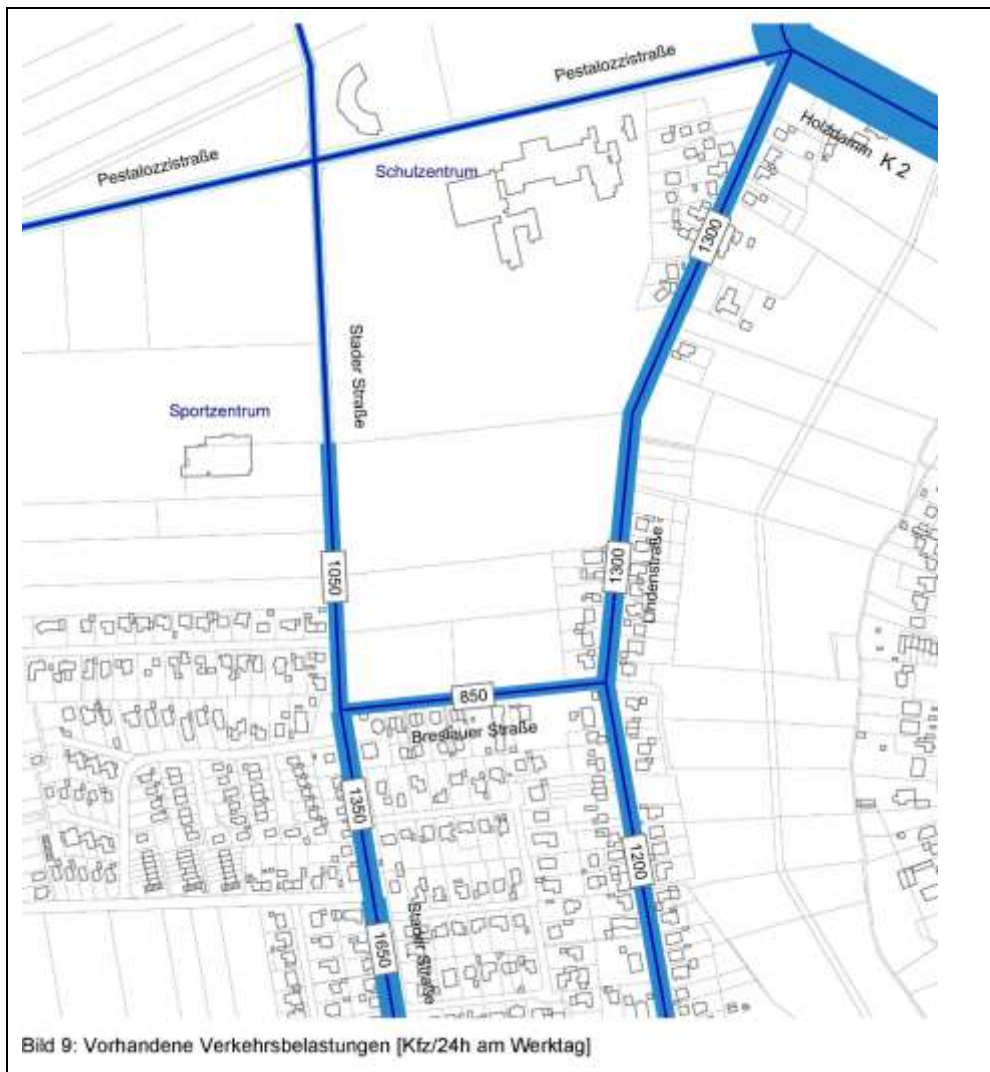 Pestalozzistraße
Pestalozzistraße
Holzdamm
K 2
Schulzentrum
1300
Stader Straße
Sportzentrum
1050
1300
Lindenstraße
850
Breslauer Straße
1350
1200
Stader Straße
1650
Bild 9: Vorhandene Verkehrsbelastungen [Kfz/24h am Werktag]